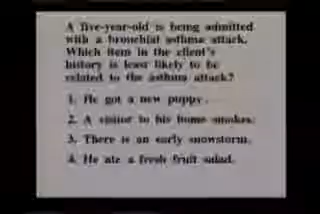 A five-year-old is being admitted
with a bronchial asthma attack.
Which item in the client's
history is least likely to be
related to the asthma attack?
1. He got a new puppy.
2. A visitor to his home smokes.
3. There is an early snowstorm.
4. He ate a fresh fruit salad.